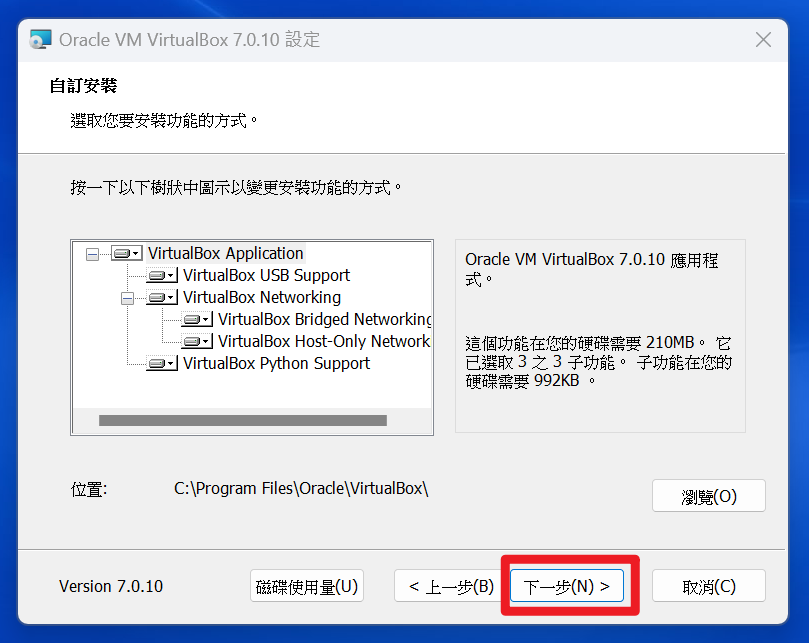 Oracle VM VirtualBox 7.0.10 設定
自訂安裝
選取您要安裝功能的方式。
按一下以下樹狀中圖示以變更安裝功能的方式。
VirtualBox Application
VirtualBox USB Support
VirtualBox Networking
VirtualBox Bridged Networking
VirtualBox Host-Only Network
VirtualBox Python Support
Oracle VM VirtualBox 7.0.10 應用程
式。
這個功能在您的硬碟需要 210MB。 它
已選取 3 之 3 子功能。 子功能在您的
硬碟需要 992KB 。
位置:
C:\Program Files\Oracle\VirtualBox\
瀏覽(O)
Version 7.0.10
磁碟使用量(U)
< 上一步(B)
下一步(N) >
取消(C)